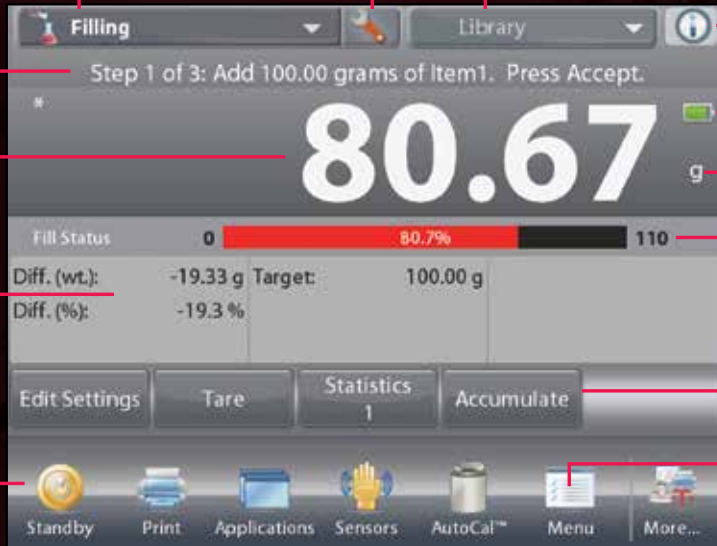 Filling Library
Step 1 of 3: Add 100.00 grams of Item1. Press Accept.
*
80.67
g
Fill Status 0 80.7% 110
Diff. (wt.): -19.33 g Target: 100.00 g
Diff. (%): -19.3 %
Edit Settings Tare Statistics 1 Accumulate
Standby Print Applications Sensors AutoCal™ Menu More...